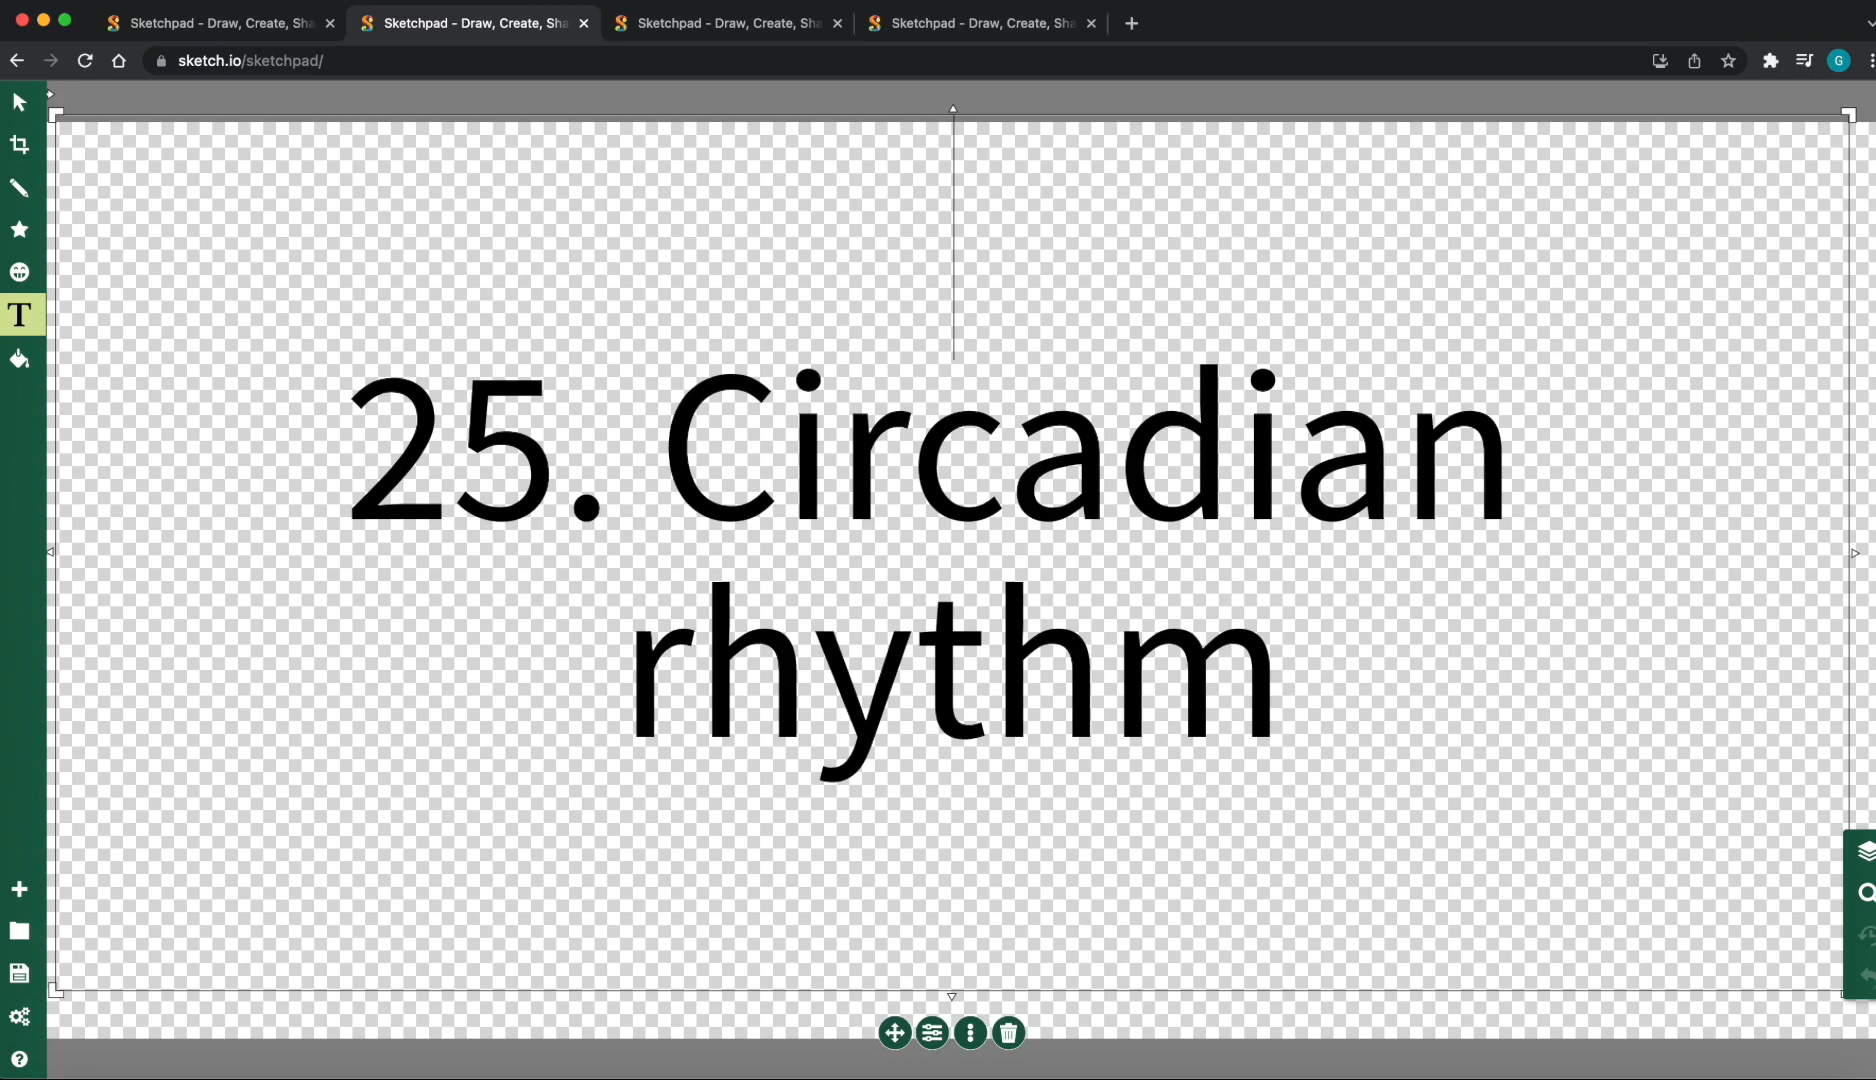 Sketchpad - Draw, Create, Sha
Sketchpad - Draw, Create, Sha
Sketchpad - Draw, Create, Sha
Sketchpad - Draw, Create, Sha
sketch.io/sketchpad/
G
T
25. Circadian
rhythm